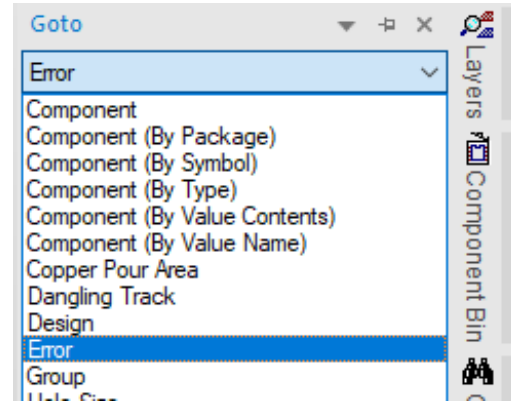 Goto
Error
Component
Component (By Package)
Component (By Symbol)
Component (By Type)
Component (By Value Contents)
Component (By Value Name)
Copper Pour Area
Dangling Track
Design
Error
Group
Layers
Component Bin